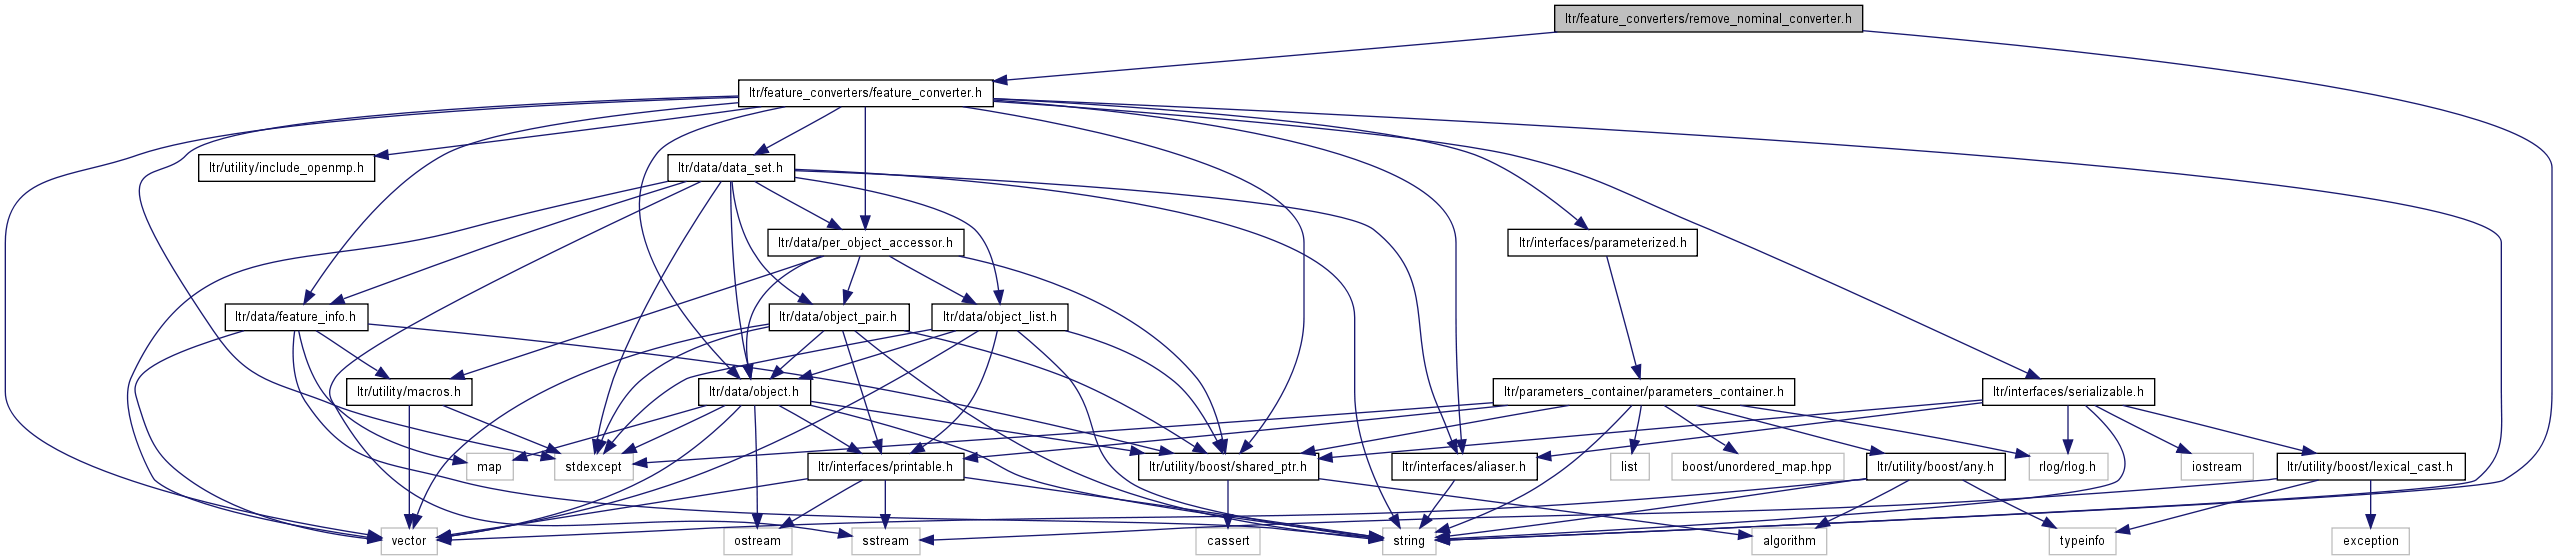 ltr/feature_converters/remove_nominal_converter.h
ltr/feature_converters/feature_converter.h
ltr/utility/include_openmp.h
ltr/data/data_set.h
ltr/data/per_object_accessor.h
ltr/interfaces/parameterized.h
ltr/data/feature_info.h
ltr/data/object_pair.h
ltr/data/object_list.h
ltr/utility/macros.h
ltr/data/object.h
ltr/parameters_container/parameters_container.h
ltr/interfaces/serializable.h
map
stdexcept
ltr/interfaces/printable.h
ltr/utility/boost/shared_ptr.h
ltr/interfaces/aliaser.h
list
boost/unordered_map.hpp
ltr/utility/boost/any.h
rlog/rlog.h
iostream
ltr/utility/boost/lexical_cast.h
vector
ostream
sstream
cassert
string
algorithm
typeinfo
exception